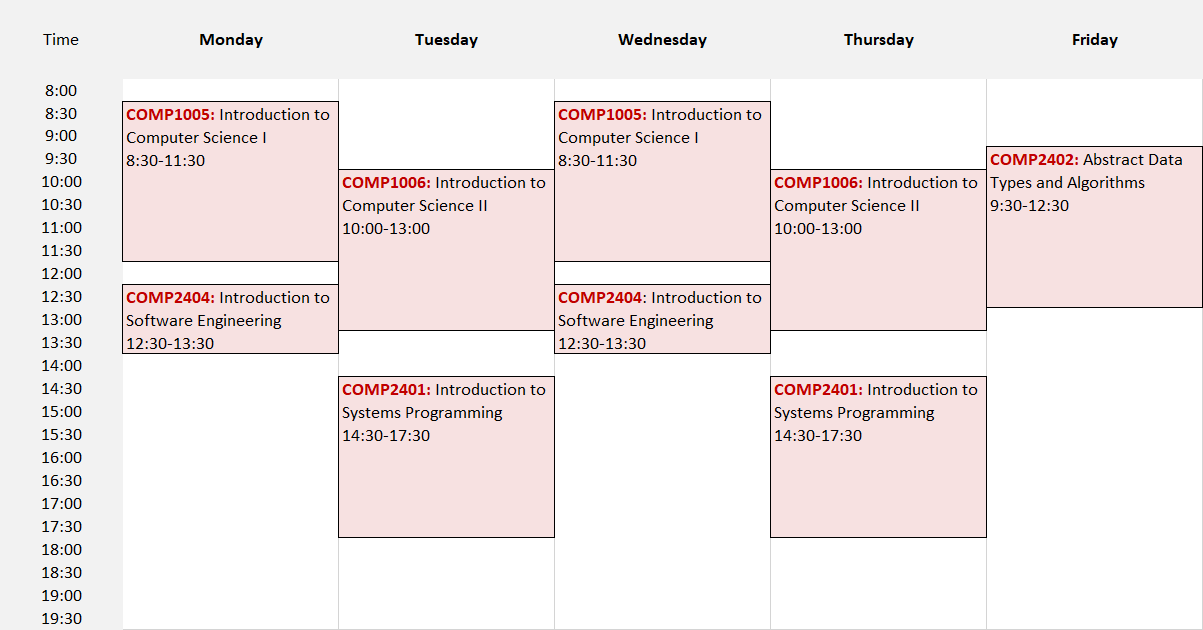 Time Monday Tuesday Wednesday Thursday Friday
8:00
8:30
9:00
9:30
10:00
10:30
11:00
11:30
12:00
12:30
13:00
13:30
14:00
14:30
15:00
15:30
16:00
16:30
17:00
17:30
18:00
18:30
19:00
19:30
COMP1005: Introduction to
Computer Science I
8:30-11:30
COMP2404: Introduction to
Software Engineering
12:30-13:30
COMP1006: Introduction to
Computer Science II
10:00-13:00
COMP2401: Introduction to
Systems Programming
14:30-17:30
COMP1005: Introduction to
Computer Science I
8:30-11:30
COMP2404: Introduction to
Software Engineering
12:30-13:30
COMP1006: Introduction to
Computer Science II
10:00-13:00
COMP2401: Introduction to
Systems Programming
14:30-17:30
COMP2402: Abstract Data
Types and Algorithms
9:30-12:30